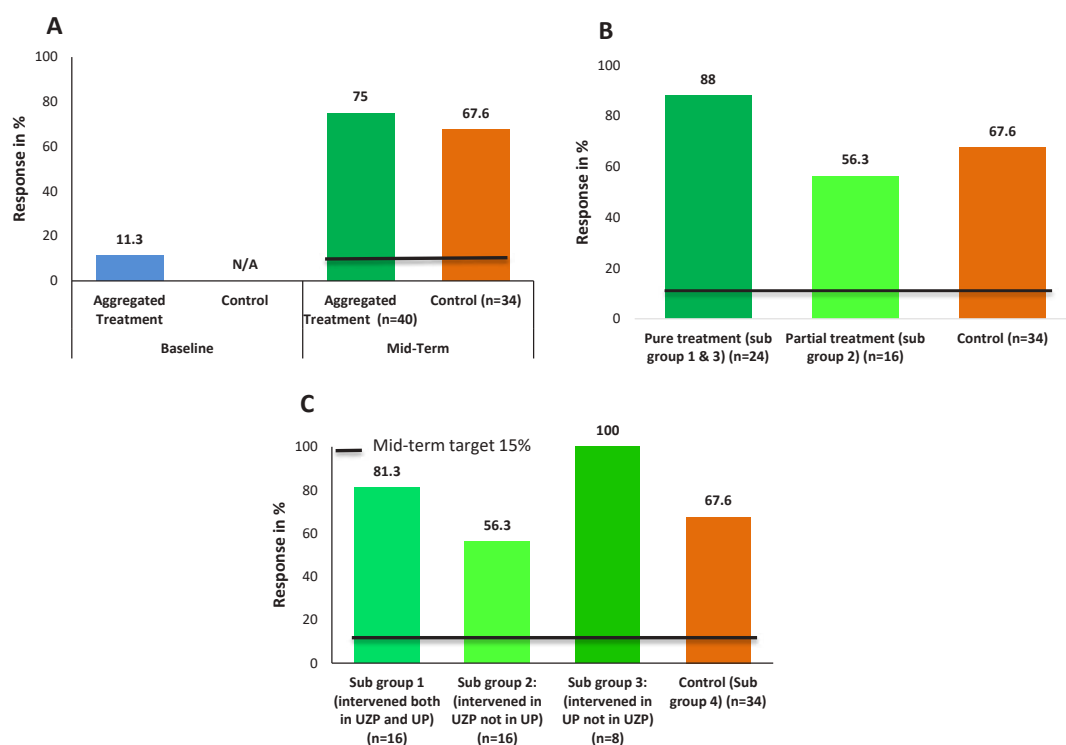 A
Response in %
100
80
60
40
20
0
11.3
N/A
75
67.6
Aggregated
Treatment
Control
Aggregated
Treatment (n=40)
Control (n=34)
Baseline
Mid-Term
B
Response in %
100
80
60
40
20
0
88
56.3
67.6
Pure treatment (sub
group 1 & 3) (n=24)
Partial treatment (sub
group 2) (n=16)
Control (n=34)
C
Mid-term target 15%
Response in %
100
80
60
40
20
0
81.3
56.3
100
67.6
Sub group 1
(intervened both
in UZP and UP)
(n=16)
Sub group 2:
(intervened in
UZP not in UP)
(n=16)
Sub group 3:
(intervened in
UP not in UZP)
(n=8)
Control (Sub
group 4) (n=34)